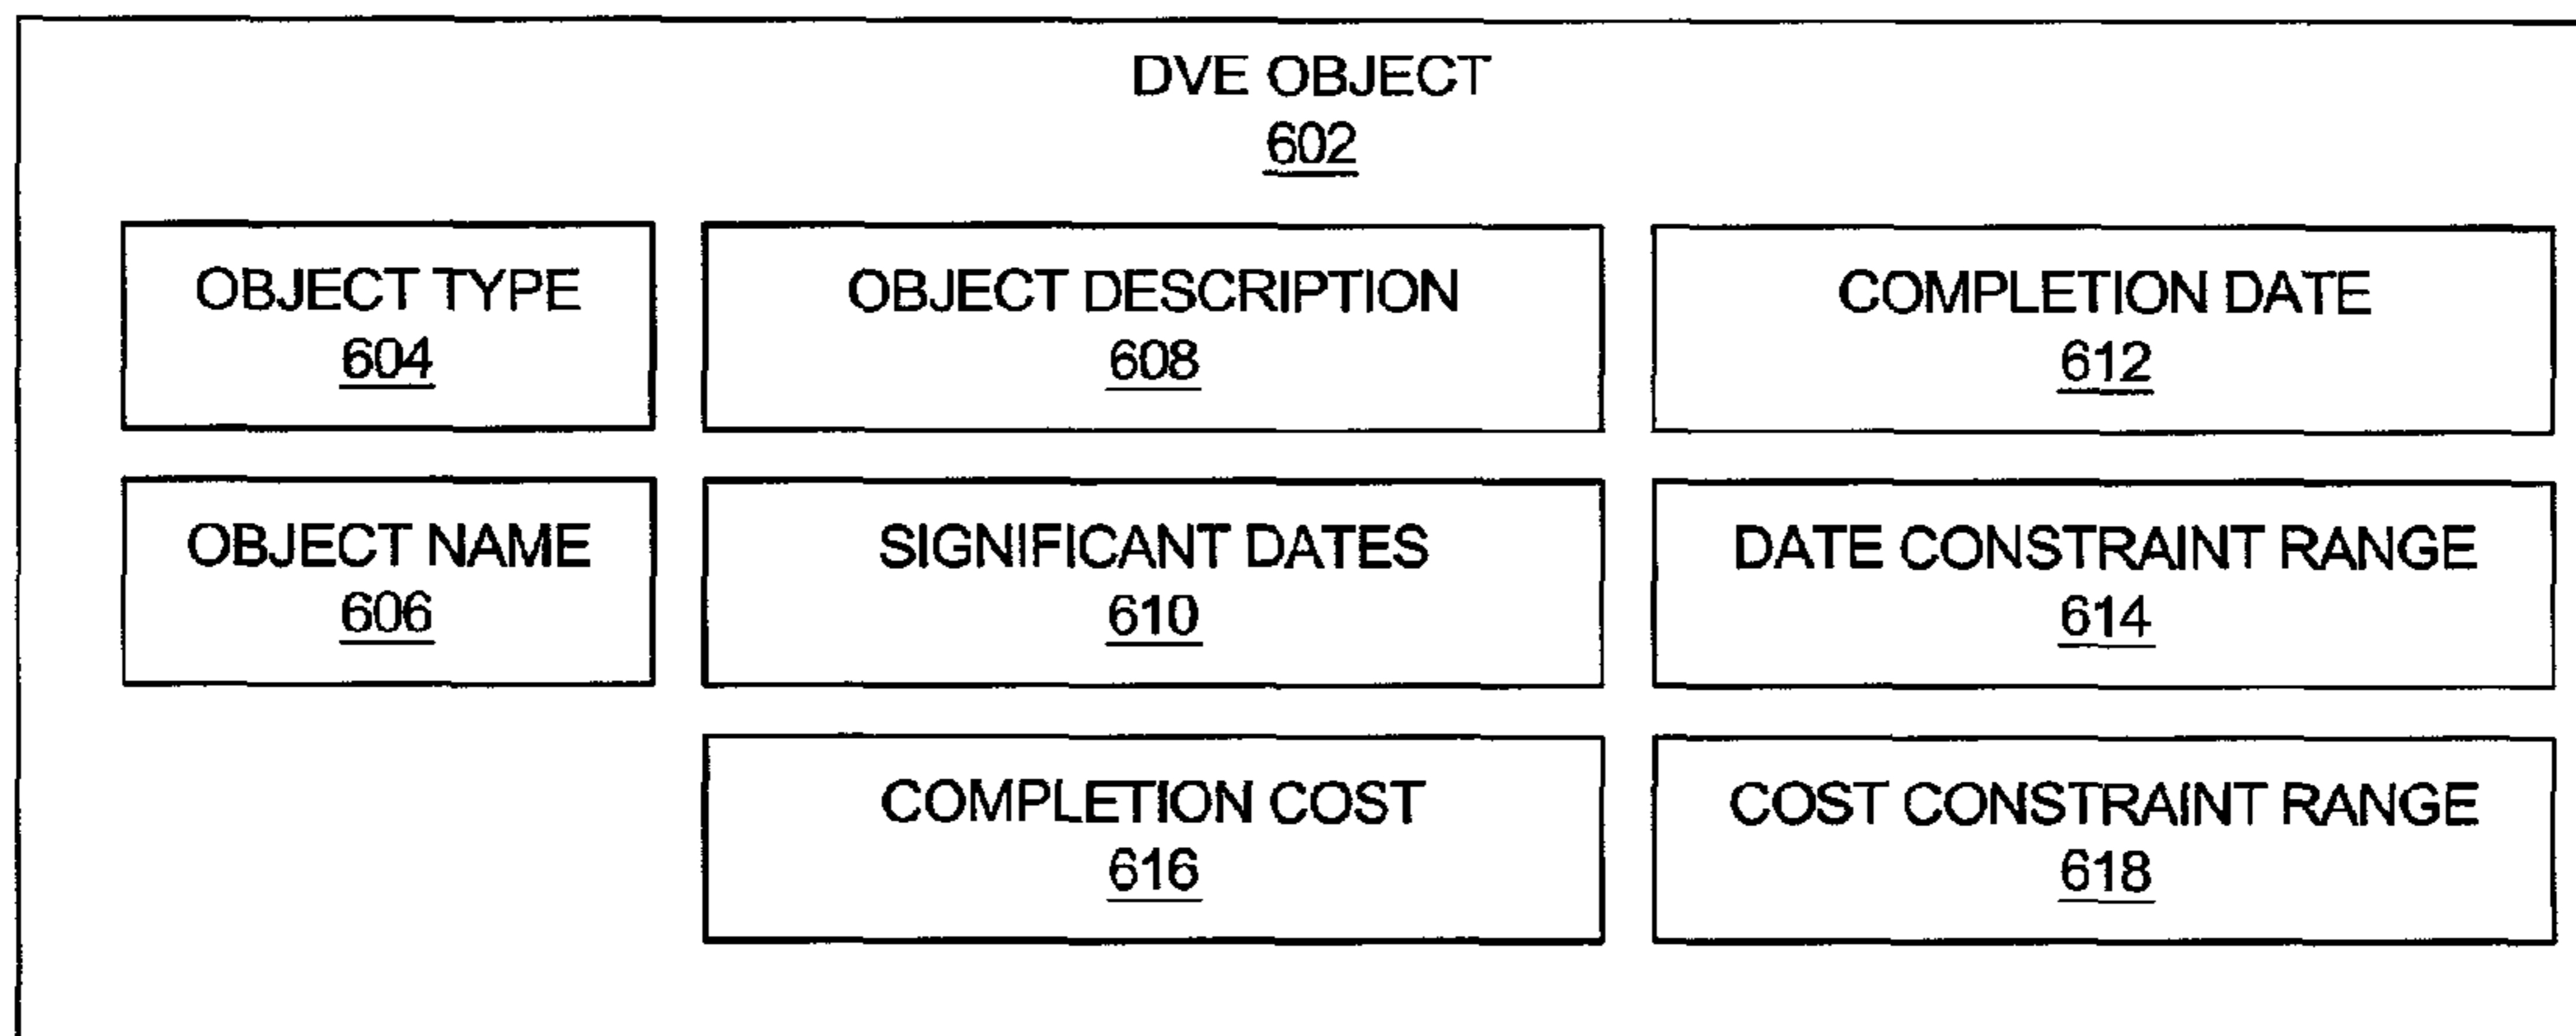 DVE OBJECT
602
OBJECT TYPE
604
OBJECT DESCRIPTION
608
COMPLETION DATE
612
OBJECT NAME
606
SIGNIFICANT DATES
610
DATE CONSTRAINT RANGE
614
COMPLETION COST
616
COST CONSTRAINT RANGE
618